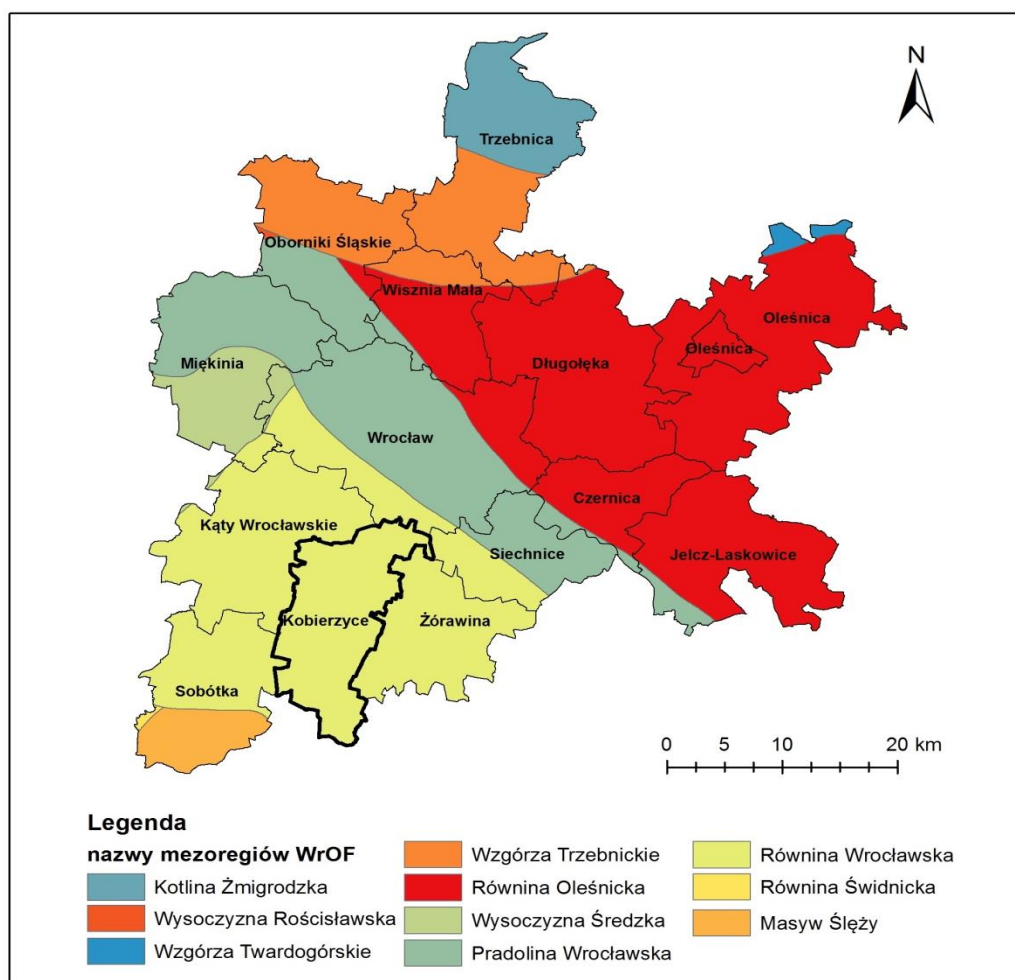 N
Trzebnica
Oborniki Śląskie
Wisznia Mała
Oleśnica
Oleśnica
Długołęka
Miękinia
Wrocław
Czernica
Kąty Wrocławskie
Siechnice
Jelcz-Laskowice
Kobierzyce
Żórawina
Sobótka
0 5 10 20 km
Legenda
nazwy mezoregiów WrOF
Kotlina Żmigrodzka
Wysoczyzna Rościsławska
Wzgórza Twardogórskie
Wzgórza Trzebnickie
Równina Oleśnicka
Wysoczyzna Średzka
Pradolina Wrocławska
Równina Wrocławska
Równina Świdnicka
Masyw Ślęży